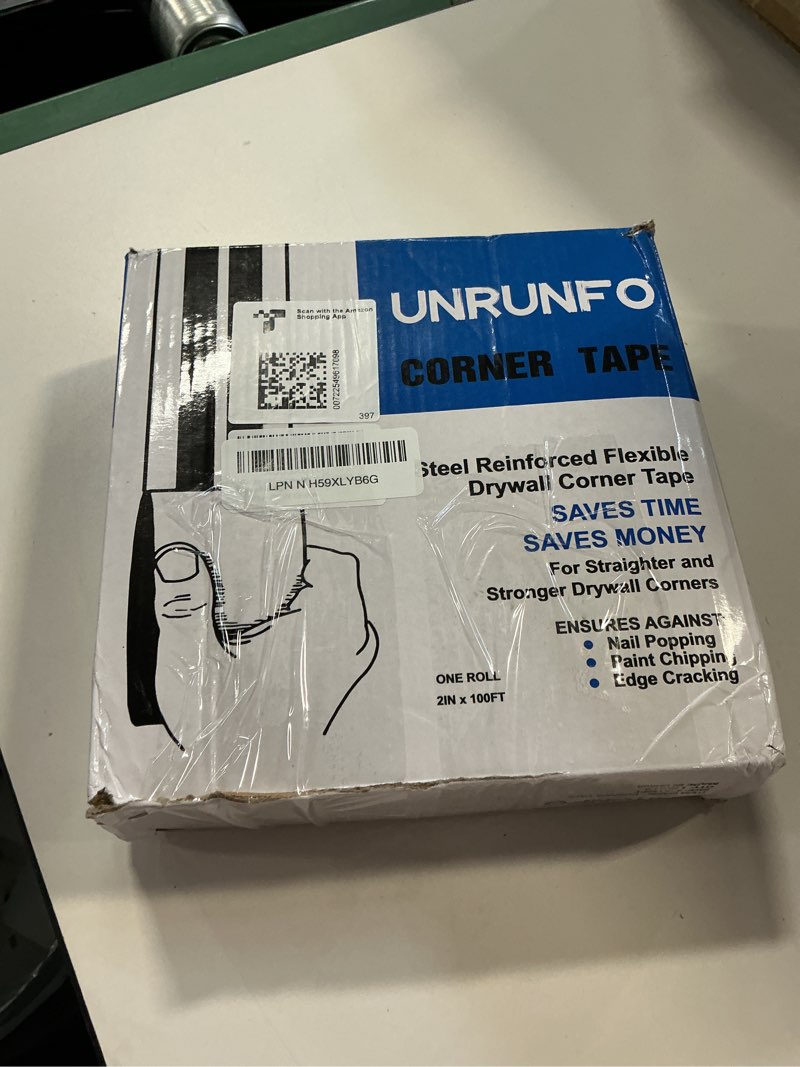 Scan with the Amazon
Shopping App
397
LPN N H59XLYB6G
UNRUNFO
CORNER TAPE
Steel Reinforced Flexible
Drywall Corner Tape
SAVES TIME
SAVES MONEY
For Straighter and
Stronger Drywall Corners
ENSURES AGAINST
Nail Popping
Paint Chipping
Edge Cracking
ONE ROLL
2IN x 100FT